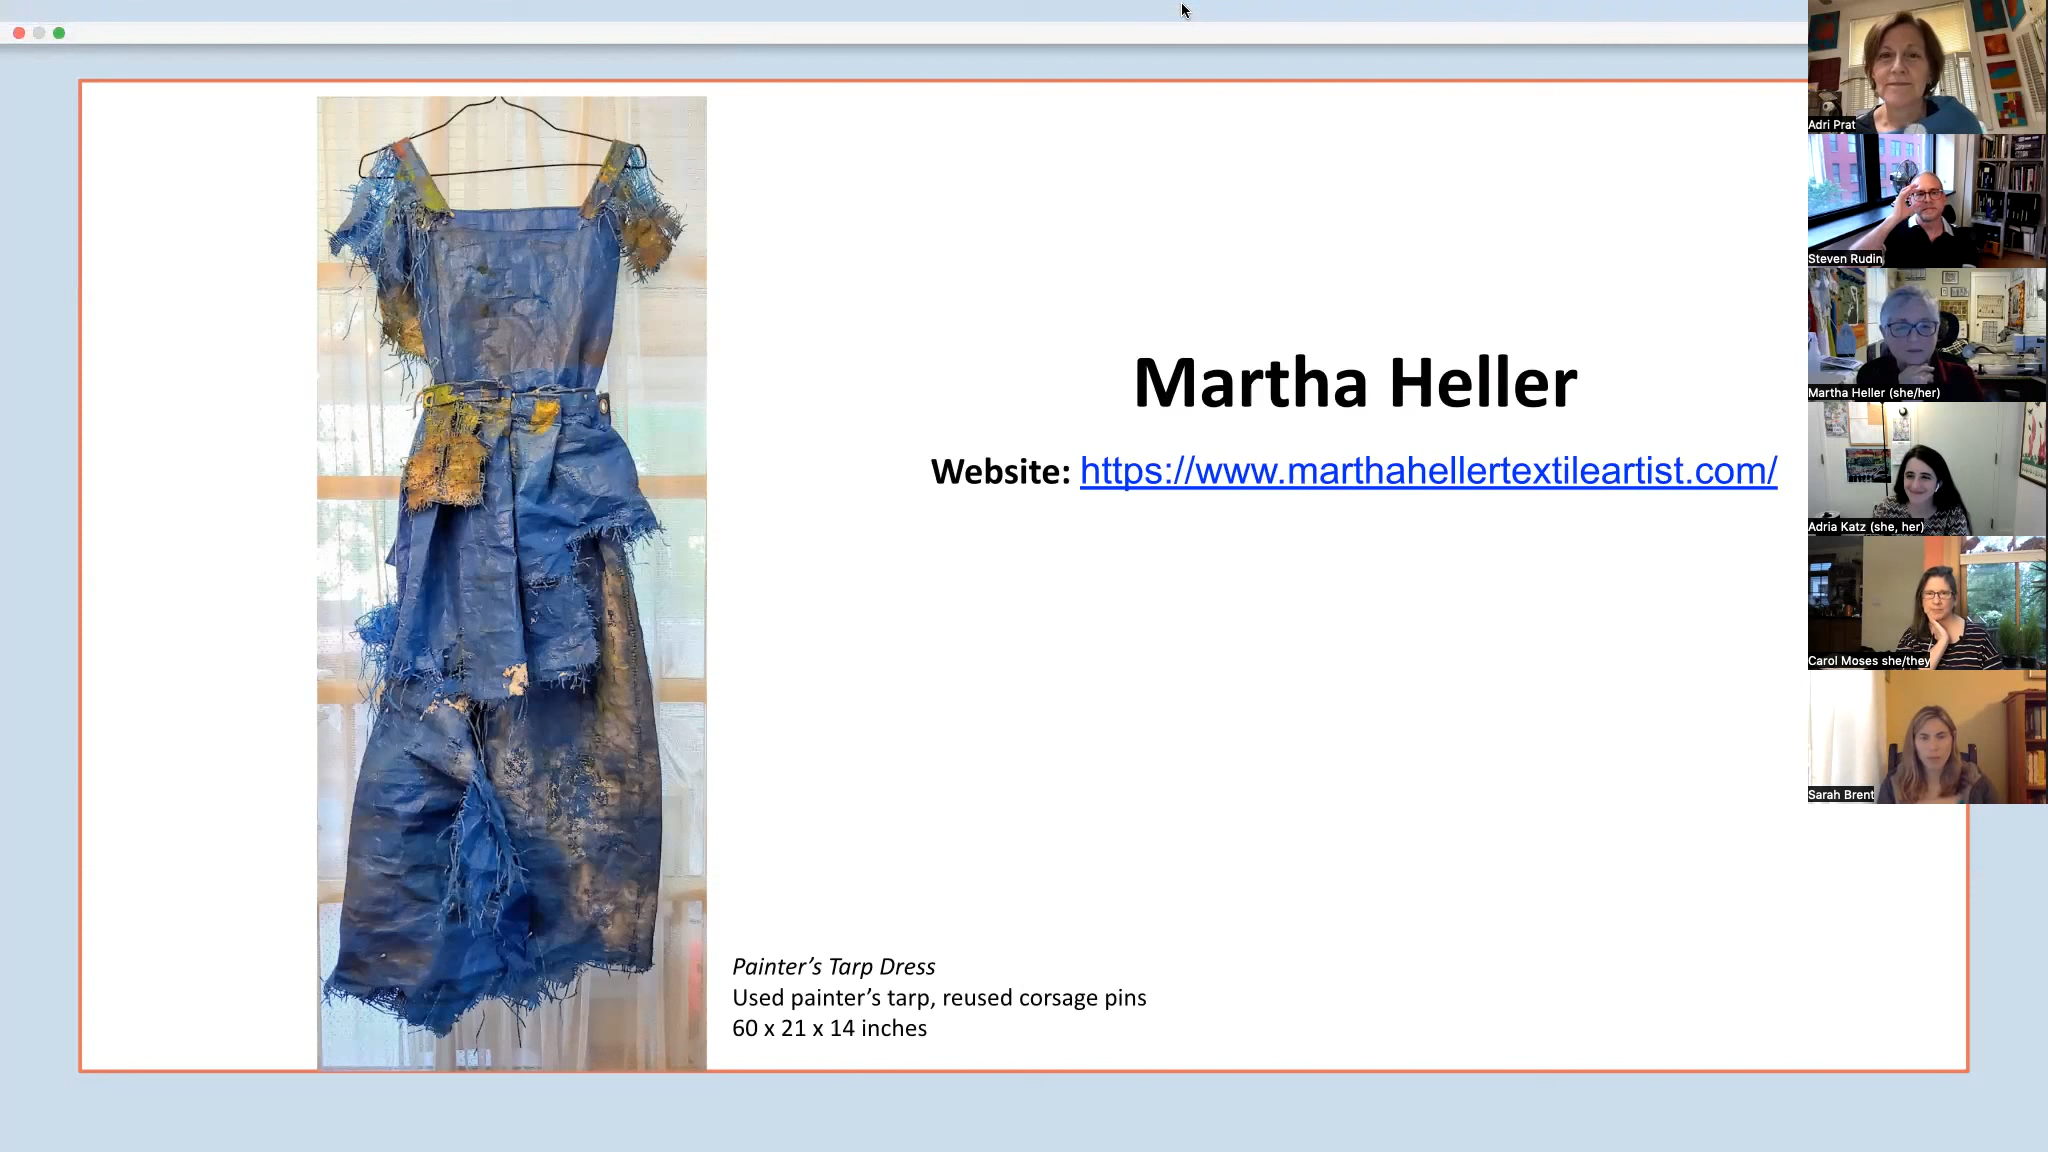 Martha Heller
Website: https://www.marthahellertextileartist.com/
Painter’s Tarp Dress
Used painter’s tarp, reused corsage pins
60 x 21 x 14 inches
Adri Prat
Steven Rudin
Martha Heller (she/her)
Adria Katz (she, her)
Carol Moses she/they
Sarah Brent